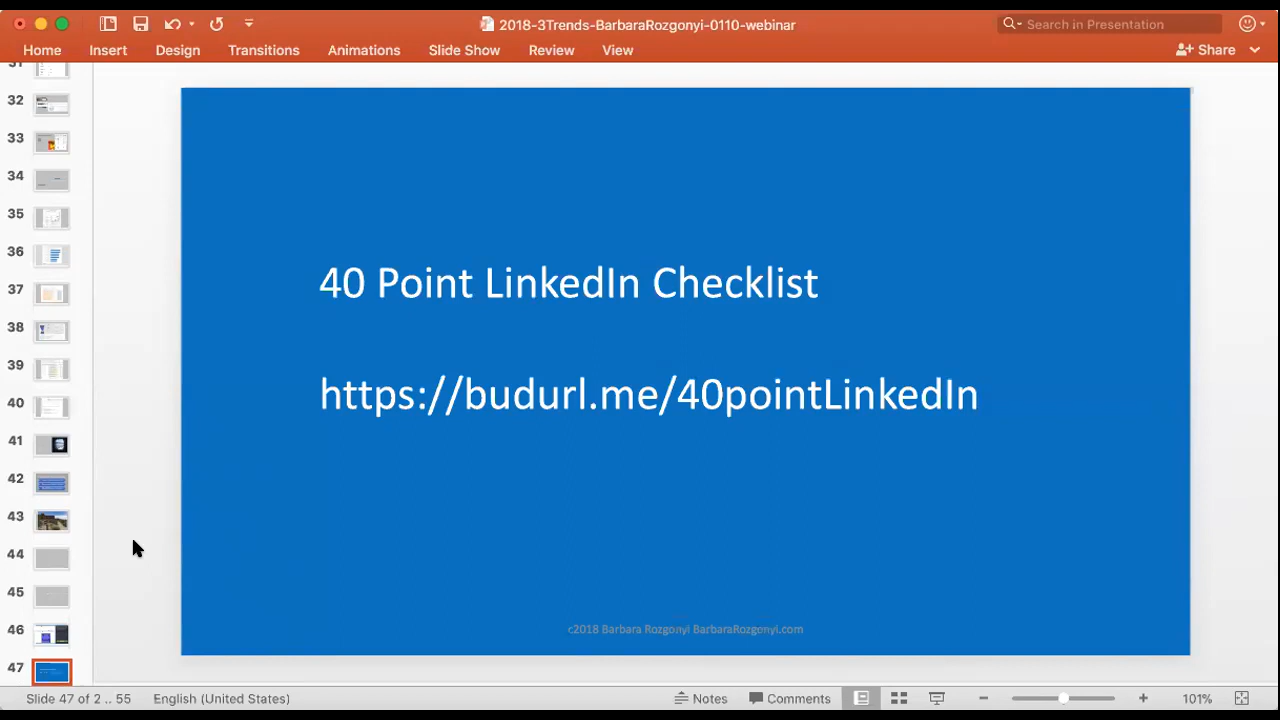 2018-3Trends-BarbaraRozgonyi-0110-webinar
Search in Presentation
Home Insert Design Transitions Animations Slide Show Review View Share
31
32
33
34
35
36
37
38
39
40
41
42
43
44
45
46
47
40 Point LinkedIn Checklist
https://budurl.me/40pointLinkedIn
c2018 Barbara Rozgonyi BarbaraRozgonyi.com
Slide 47 of 2 .. 55 English (United States) Notes Comments 101%